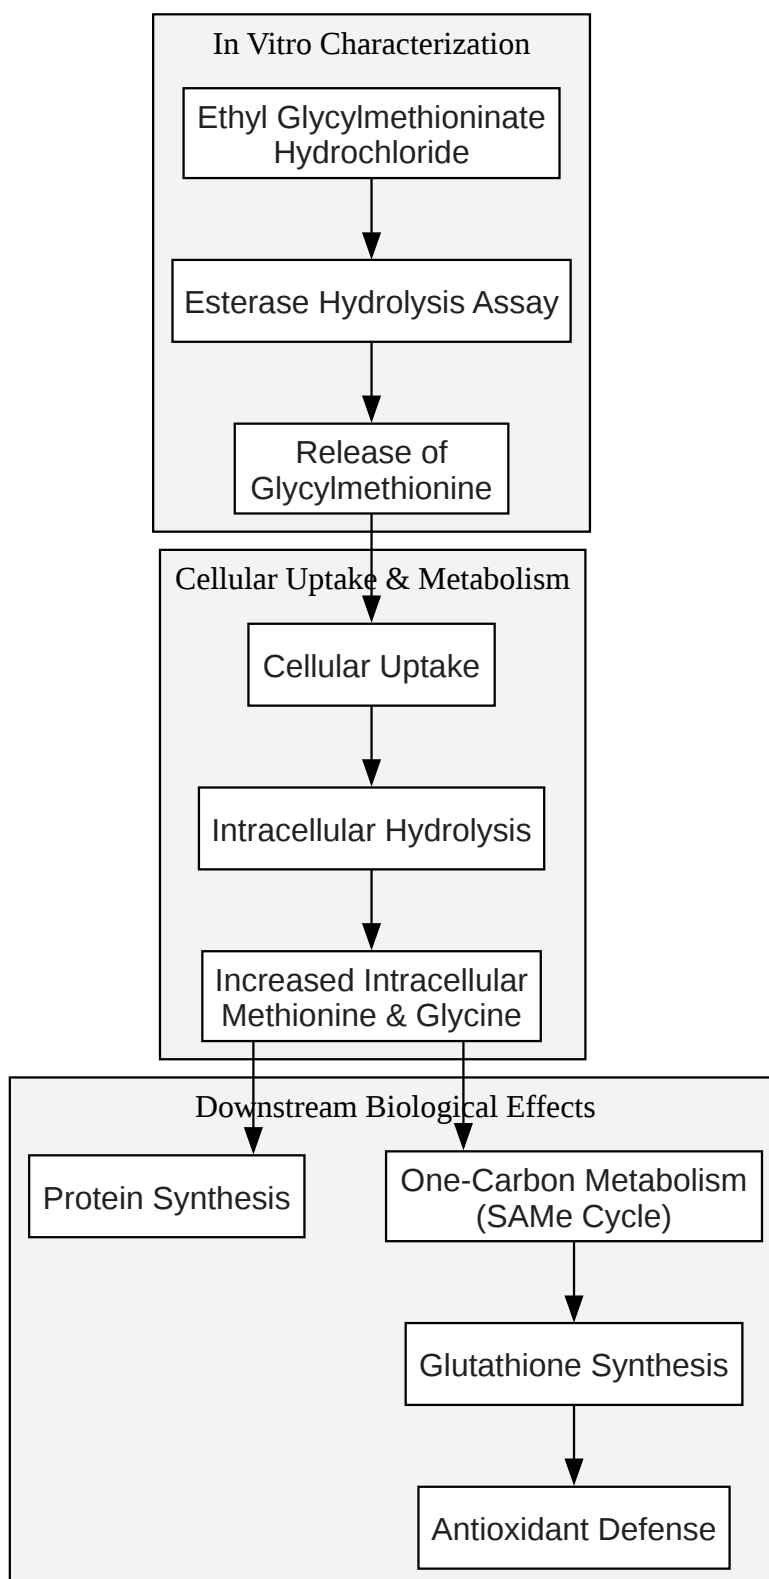 In Vitro Characterization
Ethyl Glycylmethioninate
Hydrochloride
Esterase Hydrolysis Assay
Release of
Glycylmethionine
Cellular Uptake & Metabolism
Cellular Uptake
Intracellular Hydrolysis
Increased Intracellular
Methionine & Glycine
Downstream Biological Effects
Protein Synthesis
One-Carbon Metabolism
(SAMe Cycle)
Glutathione Synthesis
Antioxidant Defense